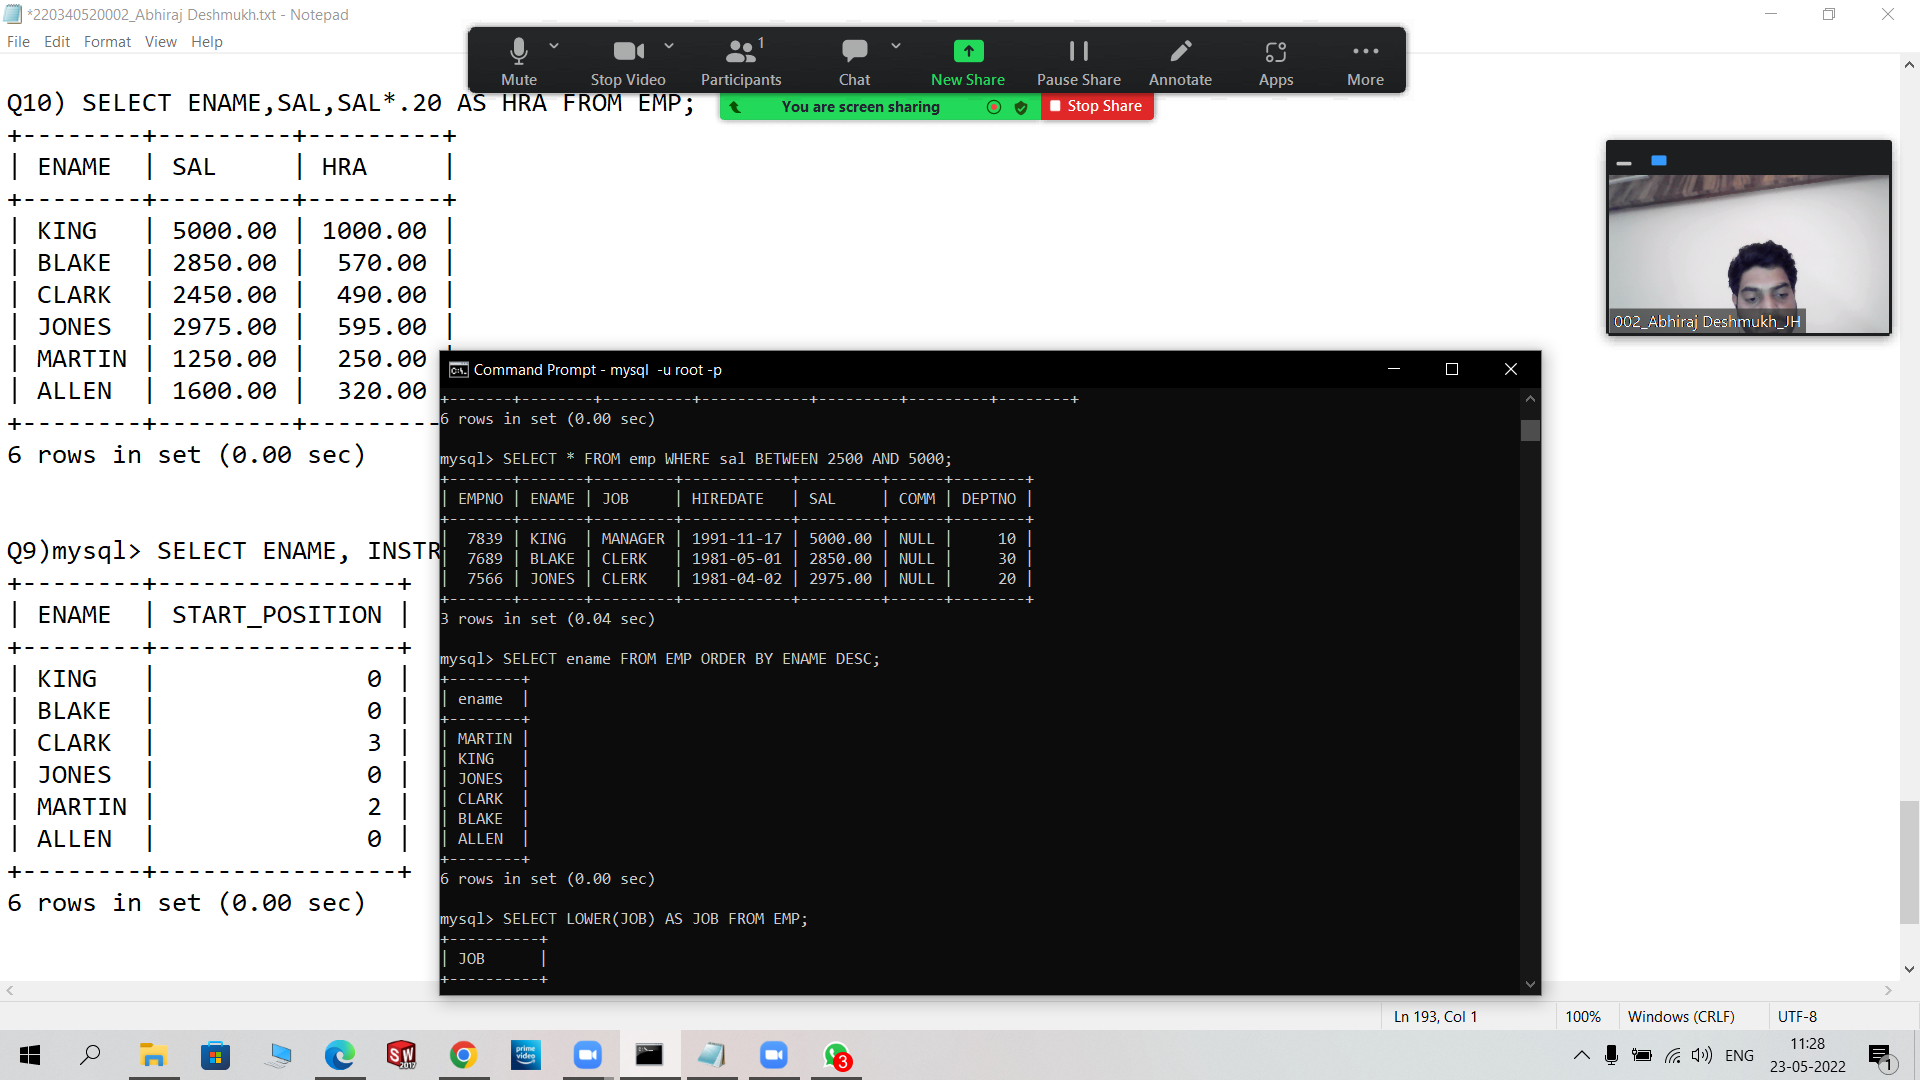 *220340520002_Abhiraj Deshmukh.txt - Notepad
File Edit Format View Help
Mute Stop Video Participants 1 Chat New Share Pause Share Annotate Apps More
You are screen sharing Stop Share
Q10) SELECT ENAME,SAL,SAL*.20 AS HRA FROM EMP;
+--------+---------+---------+
| ENAME | SAL | HRA |
+--------+---------+---------+
| KING | 5000.00 | 1000.00 |
| BLAKE | 2850.00 | 570.00 |
| CLARK | 2450.00 | 490.00 |
| JONES | 2975.00 | 595.00 |
| MARTIN | 1250.00 | 250.00
| ALLEN | 1600.00 | 320.00
+--------+---------+--------
6 rows in set (0.00 sec)
Q9)mysql> SELECT ENAME, INSTR
+--------+----------------+
| ENAME | START_POSITION |
+--------+----------------+
| KING | 0 |
| BLAKE | 0 |
| CLARK | 3 |
| JONES | 0 |
| MARTIN | 2 |
| ALLEN | 0 |
+--------+----------------+
6 rows in set (0.00 sec)
002_Abhiraj Deshmukh_JH
Command Prompt - mysql -u root -p
+-------+--------+----------+------------+---------+---------+--------+
6 rows in set (0.00 sec)
mysql> SELECT * FROM emp WHERE sal BETWEEN 2500 AND 5000;
+-------+-------+---------+------------+---------+------+--------+
| EMPNO | ENAME | JOB | HIREDATE | SAL | COMM | DEPTNO |
+-------+-------+---------+------------+---------+------+--------+
| 7839 | KING | MANAGER | 1991-11-17 | 5000.00 | NULL | 10 |
| 7689 | BLAKE | CLERK | 1981-05-01 | 2850.00 | NULL | 30 |
| 7566 | JONES | CLERK | 1981-04-02 | 2975.00 | NULL | 20 |
+-------+-------+---------+------------+---------+------+--------+
3 rows in set (0.04 sec)
mysql> SELECT ename FROM EMP ORDER BY ENAME DESC;
+--------+
| ename |
+--------+
| MARTIN |
| KING |
| JONES |
| CLARK |
| BLAKE |
| ALLEN |
+--------+
6 rows in set (0.00 sec)
mysql> SELECT LOWER(JOB) AS JOB FROM EMP;
+----------+
| JOB |
+----------+
Ln 193, Col 1 100% Windows (CRLF) UTF-8
SW 2017 prime video 3 ENG 11:28 23-05-2022 1